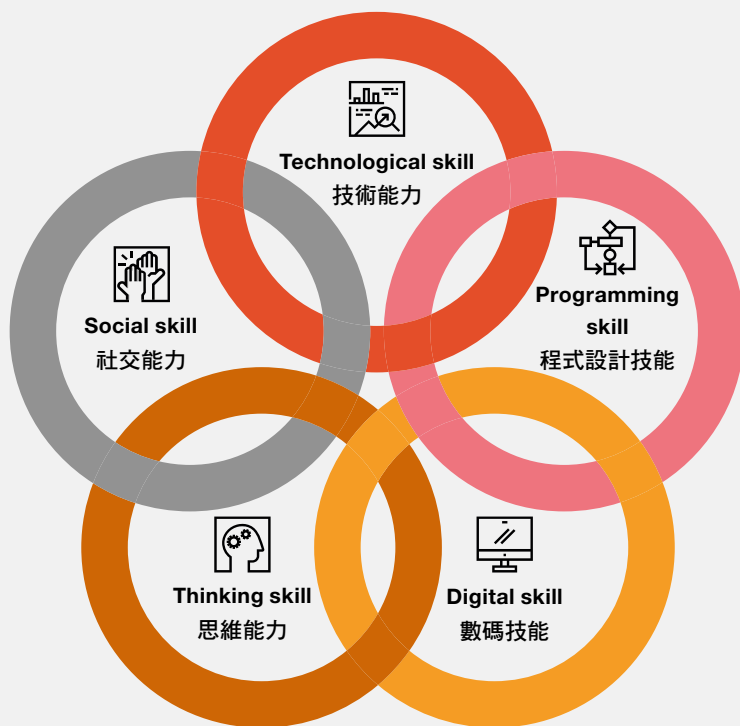 Technological skill
技術能力
Social skill
社交能力
Programming
skill
程式設計技能
Thinking skill
思維能力
Digital skill
數碼技能